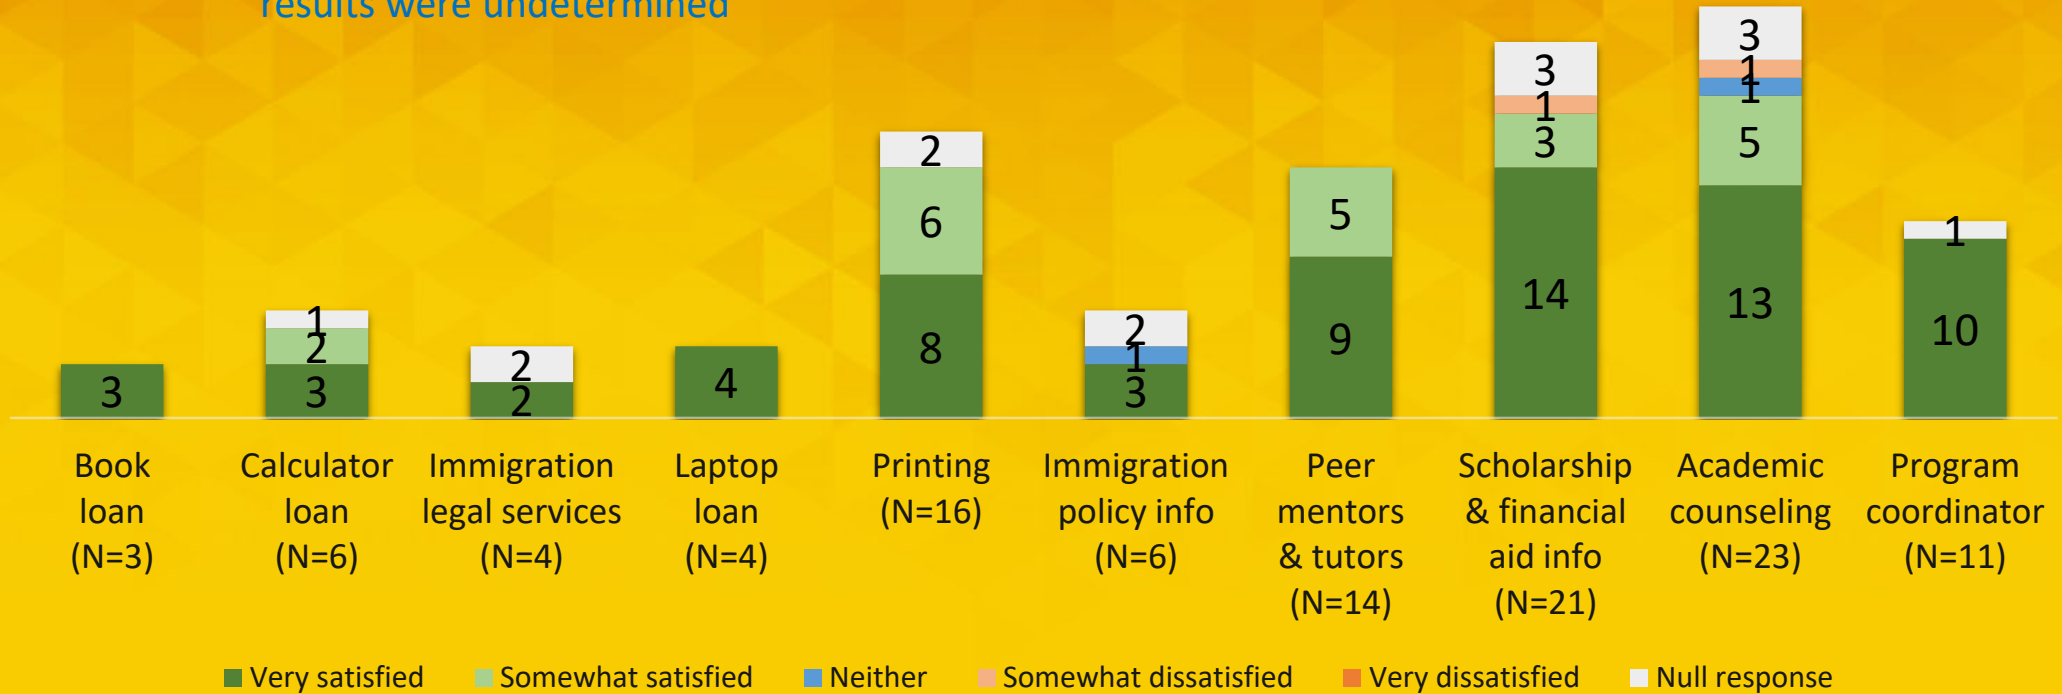 results were undetermined
3
1
2
3
2
2
4
2
6
8
2
1
3
5
9
3
1
3
14
3
1
1
5
13
1
10
Book
loan
(N=3)
Calculator
loan
(N=6)
Immigration
legal services
(N=4)
Laptop
loan
(N=4)
Printing
(N=16)
Immigration
policy info
(N=6)
Peer
mentors
& tutors
(N=14)
Scholarship
& financial
aid info
(N=21)
Academic
counseling
(N=23)
Program
coordinator
(N=11)
Very satisfied
Somewhat satisfied
Neither
Somewhat dissatisfied
Very dissatisfied
Null response